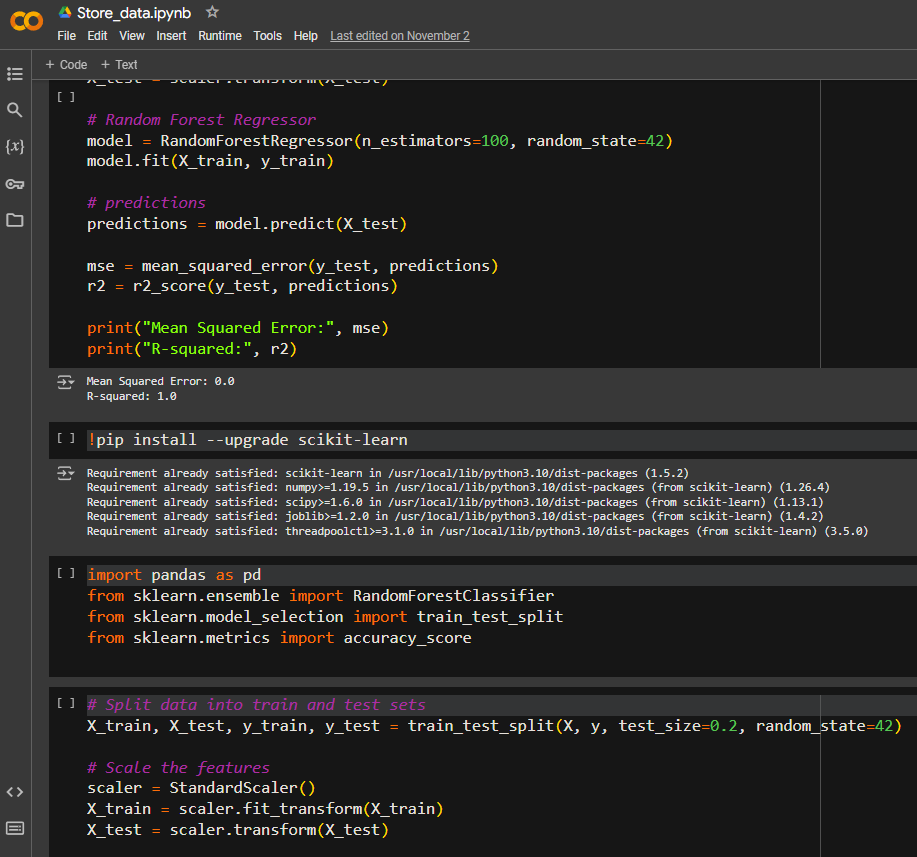 Store_data.ipynb
File Edit View Insert Runtime Tools Help Last edited on November 2
+ Code + Text
X_test = scaler.transform(X_test)
[ ]
# Random Forest Regressor
model = RandomForestRegressor(n_estimators=100, random_state=42)
model.fit(X_train, y_train)
# predictions
predictions = model.predict(X_test)
mse = mean_squared_error(y_test, predictions)
r2 = r2_score(y_test, predictions)
print("Mean Squared Error:", mse)
print("R-squared:", r2)
Mean Squared Error: 0.0
R-squared: 1.0
[ ] !pip install --upgrade scikit-learn
Requirement already satisfied: scikit-learn in /usr/local/lib/python3.10/dist-packages (1.5.2)
Requirement already satisfied: numpy>=1.19.5 in /usr/local/lib/python3.10/dist-packages (from scikit-learn) (1.26.4)
Requirement already satisfied: scipy>=1.6.0 in /usr/local/lib/python3.10/dist-packages (from scikit-learn) (1.13.1)
Requirement already satisfied: joblib>=1.2.0 in /usr/local/lib/python3.10/dist-packages (from scikit-learn) (1.4.2)
Requirement already satisfied: threadpoolctl>=3.1.0 in /usr/local/lib/python3.10/dist-packages (from scikit-learn) (3.5.0)
[ ] import pandas as pd
from sklearn.ensemble import RandomForestClassifier
from sklearn.model_selection import train_test_split
from sklearn.metrics import accuracy_score
[ ] # Split data into train and test sets
X_train, X_test, y_train, y_test = train_test_split(X, y, test_size=0.2, random_state=42)
# Scale the features
scaler = StandardScaler()
X_train = scaler.fit_transform(X_train)
X_test = scaler.transform(X_test)